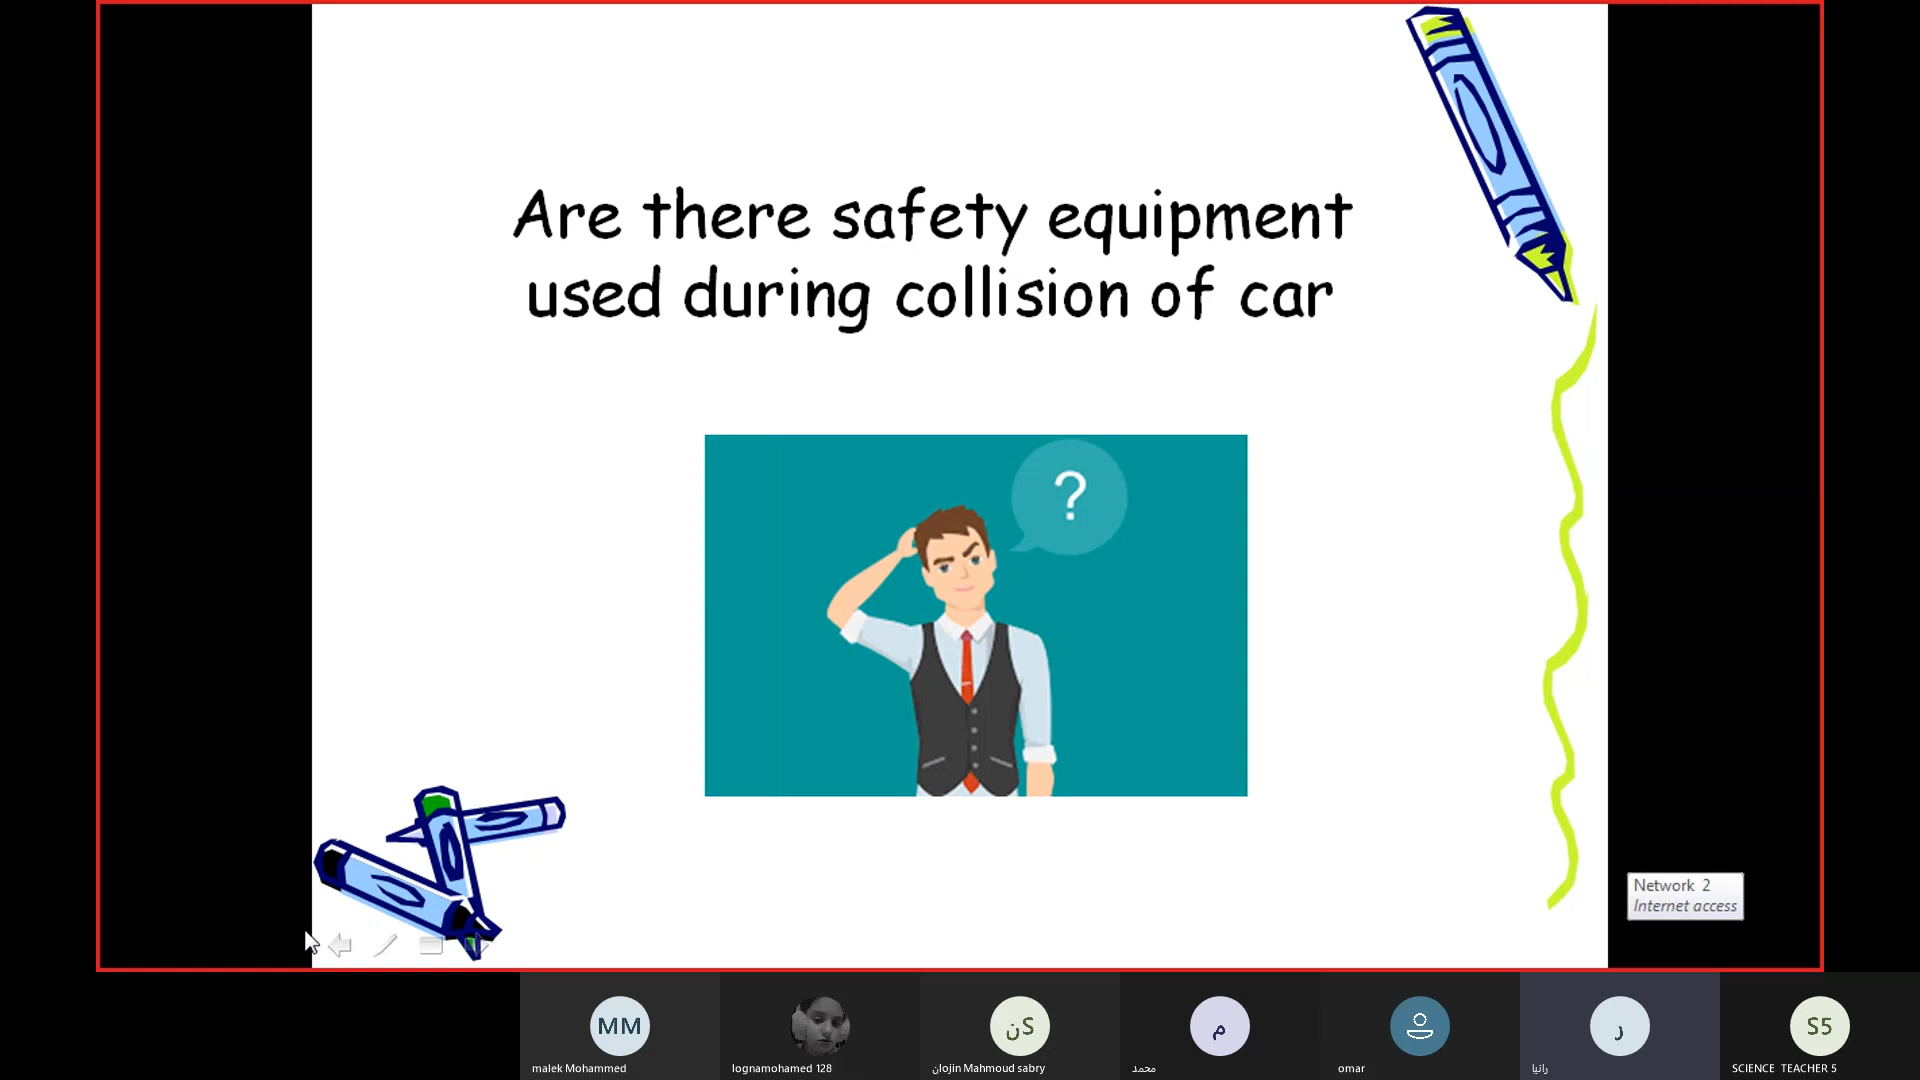 Are there safety equipment
used during collision of car
?
Network 2
Internet access
MM
نS
م
ر
S5
malek Mohammed
lognamohamed 128
نlojin Mahmoud sabry
محمد
omar
رانيا
SCIENCE TEACHER 5